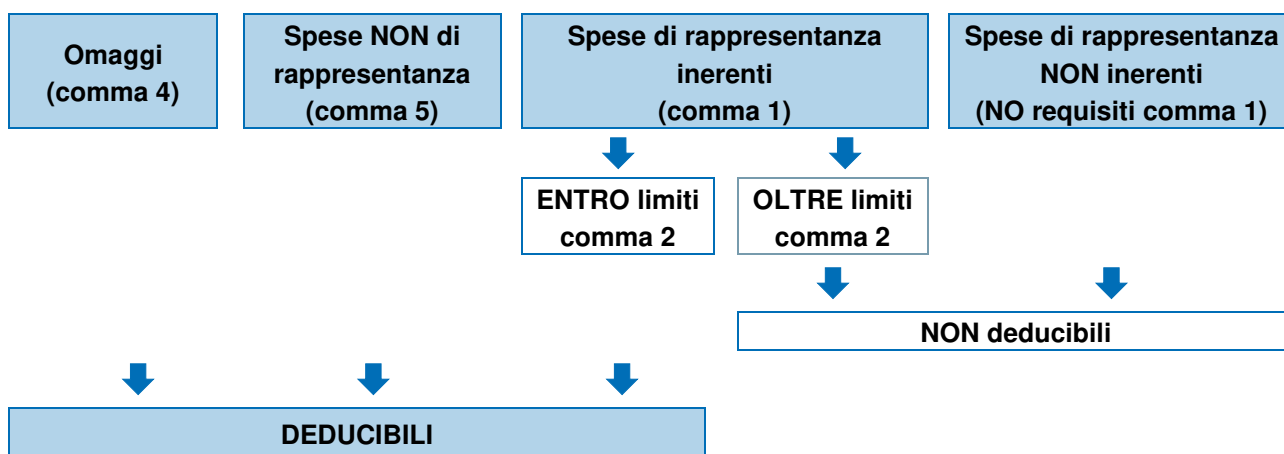 Omaggi
(comma 4)
Spese NON di
rappresentanza
(comma 5)
Spese di rappresentanza
inerenti
(comma 1)
Spese di rappresentanza
NON inerenti
(NO requisiti comma 1)
ENTRO limiti
comma 2
OLTRE limiti
comma 2
NON deducibili
DEDUCIBILI